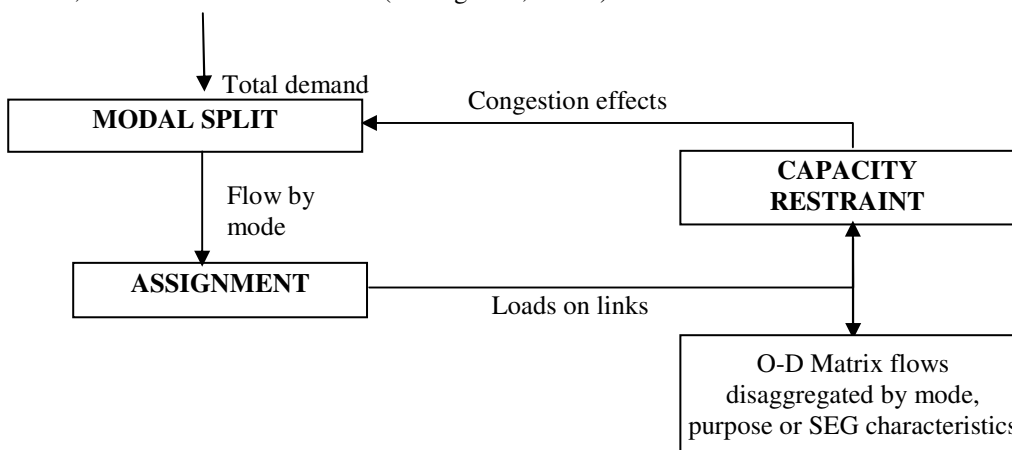 Total demand
MODAL SPLIT
Congestion effects
CAPACITY
RESTRAINT
Flow by
mode
ASSIGNMENT
Loads on links
O-D Matrix flows
disaggregated by mode,
purpose or SEG characteristics